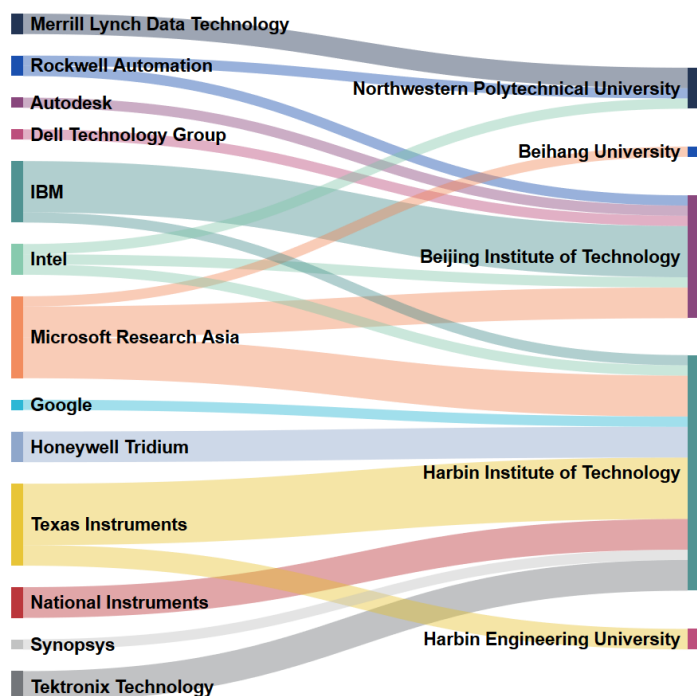 Merrill Lynch Data Technology
Rockwell Automation
Autodesk
Dell Technology Group
IBM
Intel
Microsoft Research Asia
Google
Honeywell Tridium
Texas Instruments
National Instruments
Synopsys
Tektronix Technology
Northwestern Polytechnical University
Beihang University
Beijing Institute of Technology
Harbin Institute of Technology
Harbin Engineering University